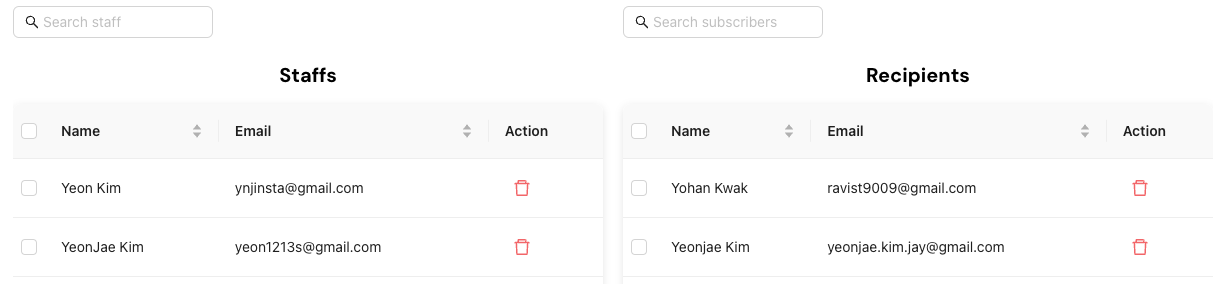 Search staff
Search subscribers
Staffs
Recipients
Name Email Action
Name Email Action
Yeon Kim ynjinsta@gmail.com
Yohan Kwak ravist9009@gmail.com
YeonJae Kim yeon1213s@gmail.com
Yeonjae Kim yeonjae.kim.jay@gmail.com